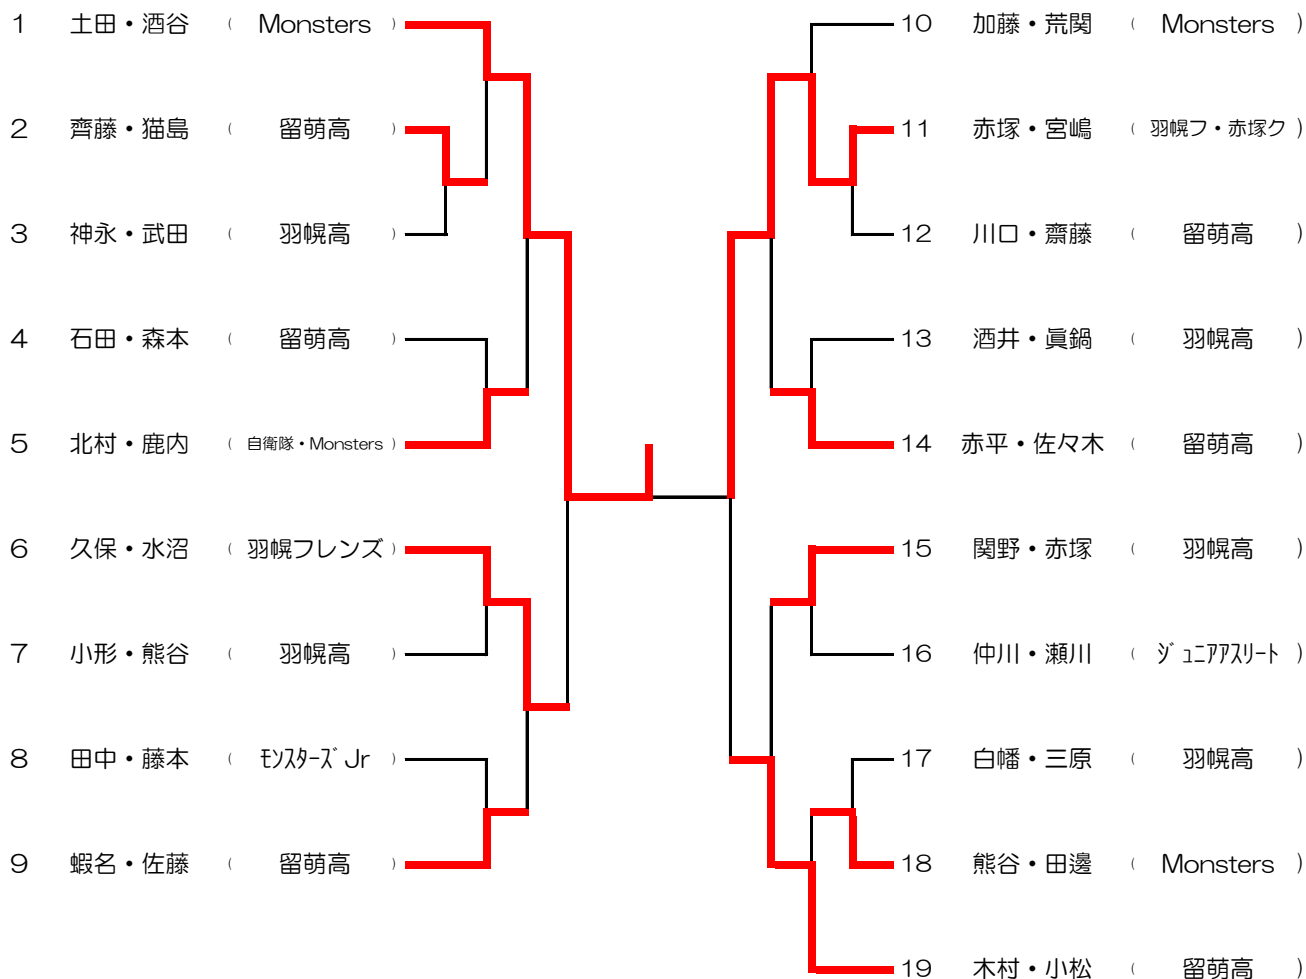 1 土田・酒谷 ( Monsters )
2 齊藤・猫島 ( 留萌高 )
3 神永・武田 ( 羽幌高 )
4 石田・森本 ( 留萌高 )
5 北村・鹿内 ( 自衛隊・Monsters )
6 久保・水沼 ( 羽幌フレンズ )
7 小形・熊谷 ( 羽幌高 )
8 田中・藤本 ( ﾓﾝｽﾀｰｽﾞJr )
9 蝦名・佐藤 ( 留萌高 )
10 加藤・荒関 ( Monsters )
11 赤塚・宮嶋 ( 羽幌フ・赤塚ク )
12 川口・齋藤 ( 留萌高 )
13 酒井・眞鍋 ( 羽幌高 )
14 赤平・佐々木 ( 留萌高 )
15 関野・赤塚 ( 羽幌高 )
16 仲川・瀬川 ( ｼﾞｭﾆｱｱｽﾘｰﾄ )
17 白幡・三原 ( 羽幌高 )
18 熊谷・田邊 ( Monsters )
19 木村・小松 ( 留萌高 )